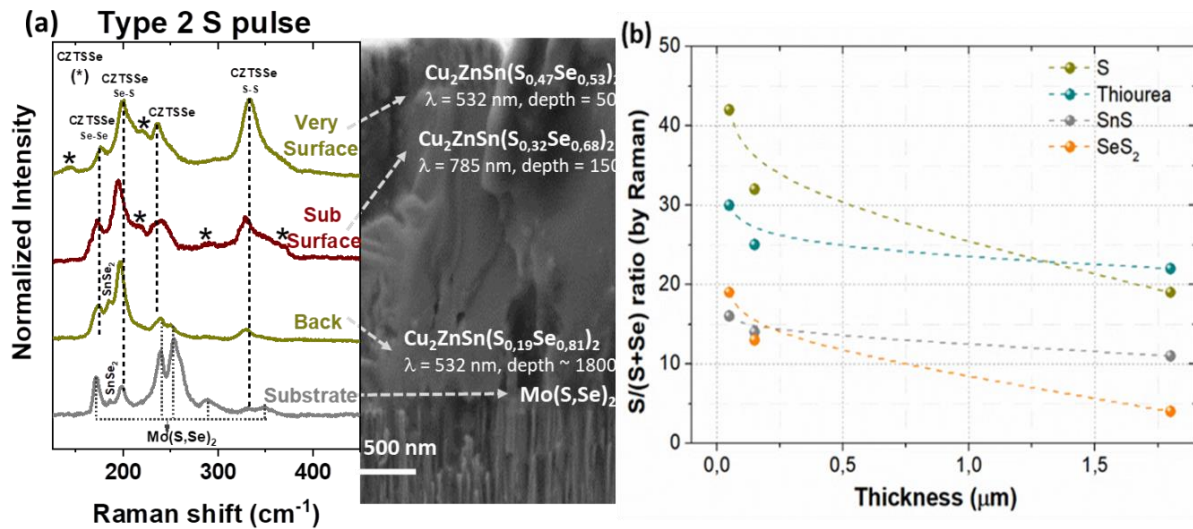 (a) Type 2 S pulse
CZTSSe
(*)
CZTSSe
Se-Se
CZTSSe
Se-S
CZTSSe
CZTSSe
S-S
Very
Surface
Sub
Surface
SnSe2
Back
SnSe2
Substrate
Mo(S,Se)2
Normalized Intensity
200
300
400
Raman shift (cm-1)
Cu2ZnSn(S0,47Se0,53)2
λ = 532 nm, depth = 50
Cu2ZnSn(S0,32Se0,68)2
λ = 785 nm, depth = 150
Cu2ZnSn(S0,19Se0,81)2
λ = 532 nm, depth ~ 1800
Mo(S,Se)2
500 nm
(b)
S
Thiourea
SnS
SeS2
S/(S+Se) ratio (by Raman)
50
40
30
20
10
0
0,0
0,5
1,0
1,5
Thickness (μm)